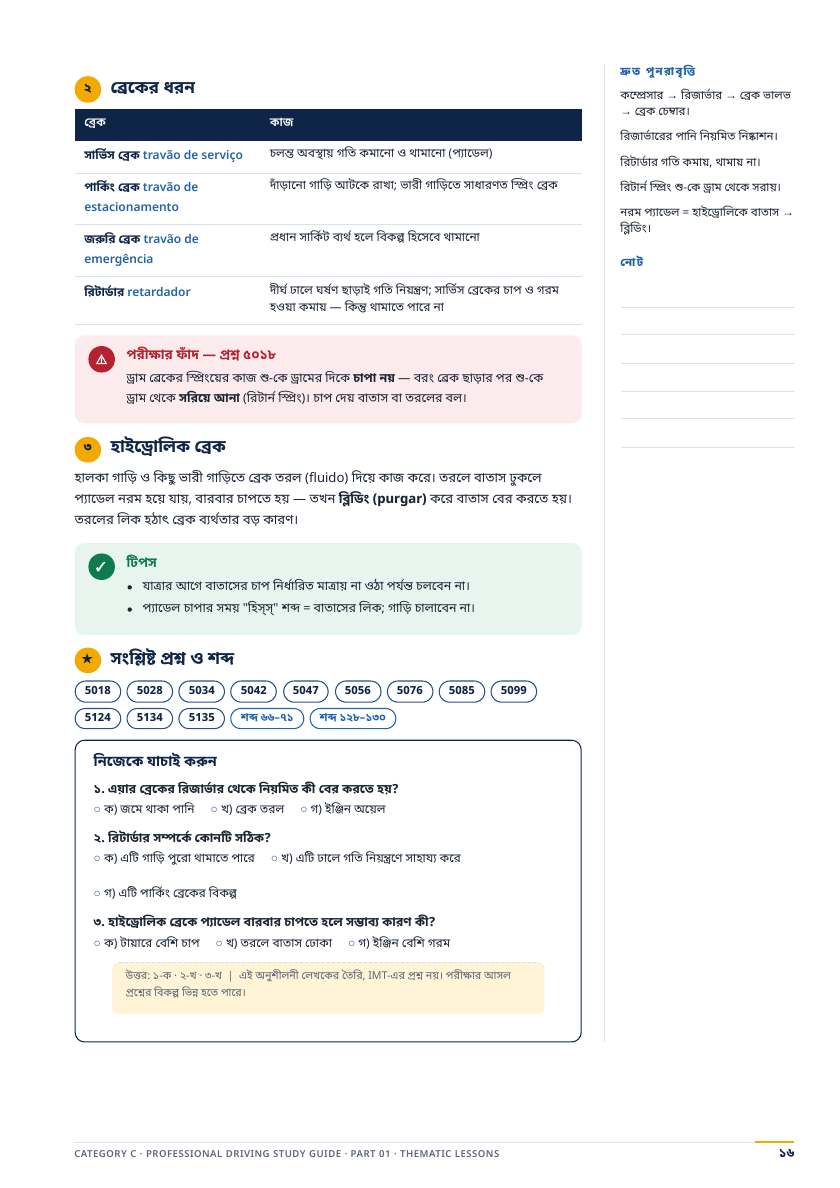 ২ ব্রেকের ধরন
ব্রেক কাজ
সার্ভিস ব্রেক travão de serviço চলন্ত অবস্থায় গতি কমানো ও থামানো (প্যাডেল)
পার্কিং ব্রেক travão de
estacionamento
দাঁড়ানো গাড়ি আটকে রাখা; ভারী গাড়িতে সাধারণত স্প্রিং ব্রেক
জরুরি ব্রেক travão de
emergência
প্রধান সার্কিট ব্যর্থ হলে বিকল্প হিসেবে থামানো
রিটার্ডার retardador
দীর্ঘ ঢালে ঘর্ষণ ছাড়াই গতি নিয়ন্ত্রণ; সার্ভিস ব্রেকের চাপ ও গরম
হওয়া কমায় — কিন্তু থামাতে পারে না
⚠ পরীক্ষার ফাঁদ — প্রশ্ন ৫০১৮
ড্রাম ব্রেকের স্প্রিংয়ের কাজ শু-কে ড্রামের দিকে চাপা নয় — বরং ব্রেক ছাড়ার পর শু-কে
ড্রাম থেকে সরিয়ে আনা (রিটার্ন স্প্রিং)। চাপ দেয় বাতাস বা তরলের বল।
৩ হাইড্রোলিক ব্রেক
হালকা গাড়ি ও কিছু ভারী গাড়িতে ব্রেক তরল (fluido) দিয়ে কাজ করে। তরলে বাতাস ঢুকলে
প্যাডেল নরম হয়ে যায়, বারবার চাপতে হয় — তখন ব্লিডিং (purgar) করে বাতাস বের করতে হয়।
তরলের লিক হঠাৎ ব্রেক ব্যর্থতার বড় কারণ।
✓ টিপস
• যাত্রার আগে বাতাসের চাপ নির্ধারিত মাত্রায় না ওঠা পর্যন্ত চলবেন না।
• প্যাডেল চাপার সময় "হিস্‌স্" শব্দ = বাতাসের লিক; গাড়ি চালাবেন না।
★ সংশ্লিষ্ট প্রশ্ন ও শব্দ
5018 5028 5034 5042 5047 5056 5076 5085 5099
5124 5134 5135 শব্দ ৬৬–৭১ শব্দ ১২৮–১৩০
নিজেকে যাচাই করুন
১. এয়ার ব্রেকের রিজার্ভার থেকে নিয়মিত কী বের করতে হয়?
○ ক) জমে থাকা পানি ○ খ) ব্রেক তরল ○ গ) ইঞ্জিন অয়েল
২. রিটার্ডার সম্পর্কে কোনটি সঠিক?
○ ক) এটি গাড়ি পুরো থামাতে পারে ○ খ) এটি ঢালে গতি নিয়ন্ত্রণে সাহায্য করে
○ গ) এটি পার্কিং ব্রেকের বিকল্প
৩. হাইড্রোলিক ব্রেকে প্যাডেল বারবার চাপতে হলে সম্ভাব্য কারণ কী?
○ ক) টায়ারে বেশি চাপ ○ খ) তরলে বাতাস ঢোকা ○ গ) ইঞ্জিন বেশি গরম
উত্তর: ১-ক · ২-খ · ৩-খ | এই অনুশীলনী লেখকের তৈরি, IMT-এর প্রশ্ন নয়। পরীক্ষার আসল
প্রশ্নের বিকল্প ভিন্ন হতে পারে।
দ্রুত পুনরাবৃত্তি
কম্প্রেসার → রিজার্ভার → ব্রেক ভালভ
→ ব্রেক চেম্বার।
রিজার্ভারের পানি নিয়মিত নিষ্কাশন।
রিটার্ডার গতি কমায়, থামায় না।
রিটার্ন স্প্রিং শু-কে ড্রাম থেকে সরায়।
নরম প্যাডেল = হাইড্রোলিকে বাতাস →
ব্লিডিং।
নোট
CATEGORY C · PROFESSIONAL DRIVING STUDY GUIDE · PART 01 · THEMATIC LESSONS ১৬